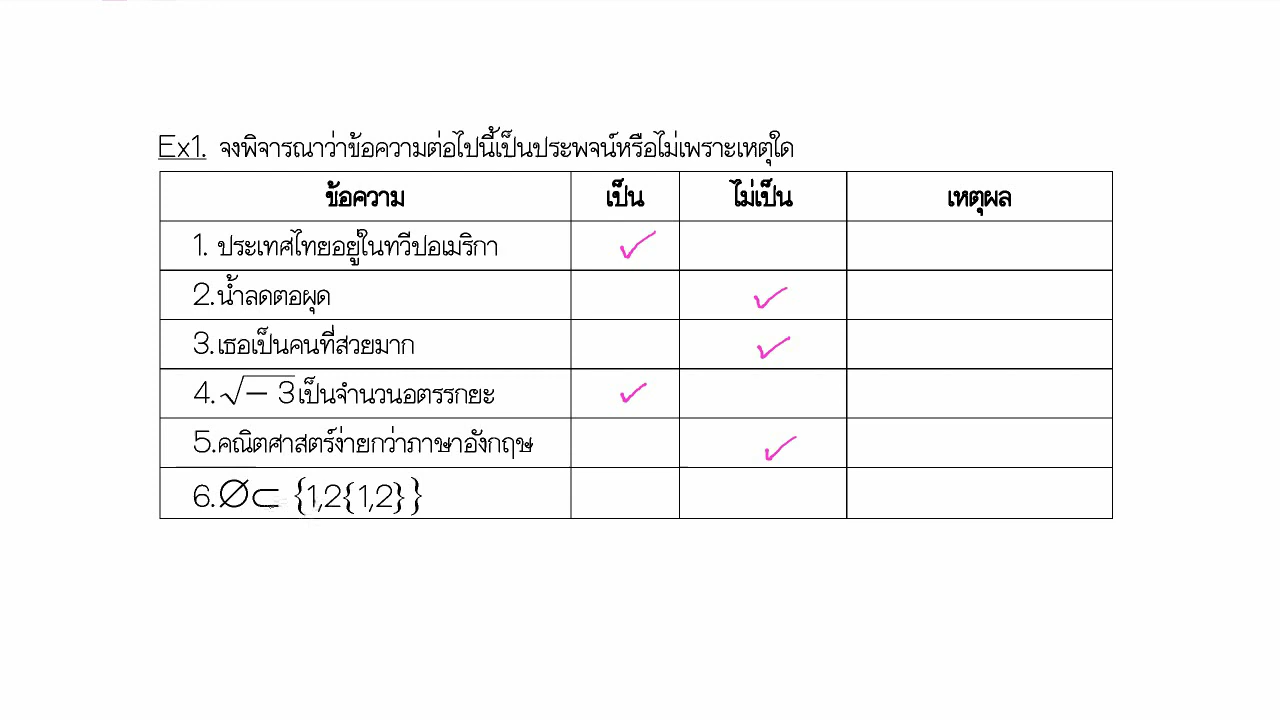 Ex1. จงพิจารณาว่าข้อความต่อไปนี้เป็นประพจน์หรือไม่เพราะเหตุใด
ข้อความ เป็น ไม่เป็น เหตุผล
1. ประเทศไทยอยู่ในทวีปอเมริกา ✓
2.น้ำลดตอผุด ✓
3.เธอเป็นคนที่สวยมาก ✓
4.√− 3เป็นจำนวนอตรรกยะ ✓
5.คณิตศาสตร์ง่ายกว่าภาษาอังกฤษ ✓
6.∅⊂ {1,2{1,2}}